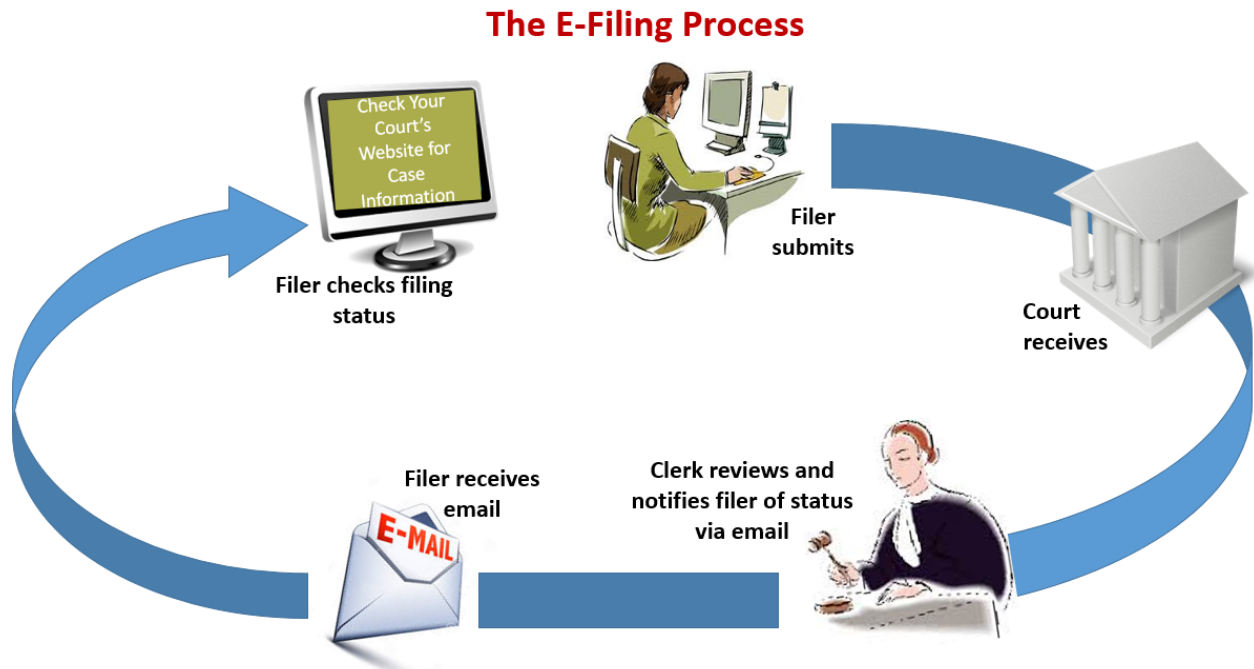 The E-Filing Process
Check Your
Court's
Website for
Case
Information
Filer checks filing
status
Filer
submits
Court
receives
Clerk reviews and
notifies filer of status
via email
Filer receives
email
E-MAIL